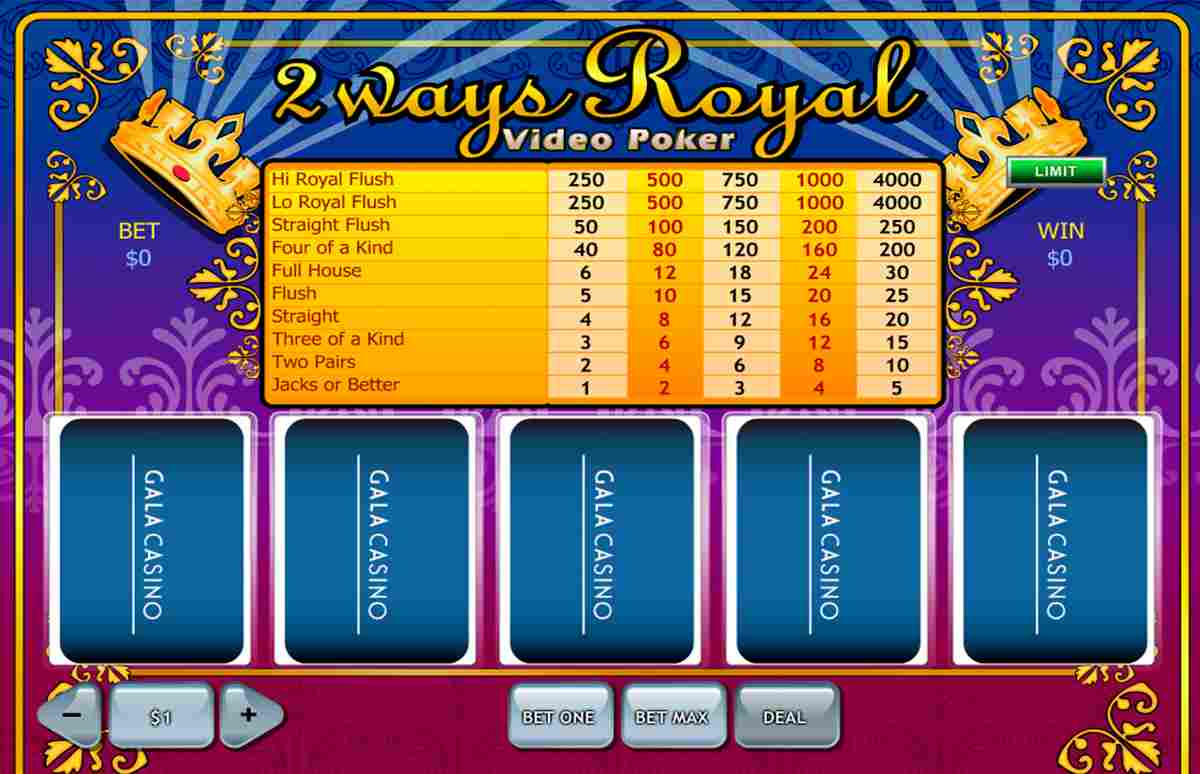 2 ways Royal
Video Poker
LIMIT
BET
$0
WIN
$0
Hi Royal Flush 250 500 750 1000 4000
Lo Royal Flush 250 500 750 1000 4000
Straight Flush 50 100 150 200 250
Four of a Kind 40 80 120 160 200
Full House 6 12 18 24 30
Flush 5 10 15 20 25
Straight 4 8 12 16 20
Three of a Kind 3 6 9 12 15
Two Pairs 2 4 6 8 10
Jacks or Better 1 2 3 4 5
GALA CASINO
GALA CASINO
GALA CASINO
GALA CASINO
GALA CASINO
− $1 +
BET ONE BET MAX DEAL